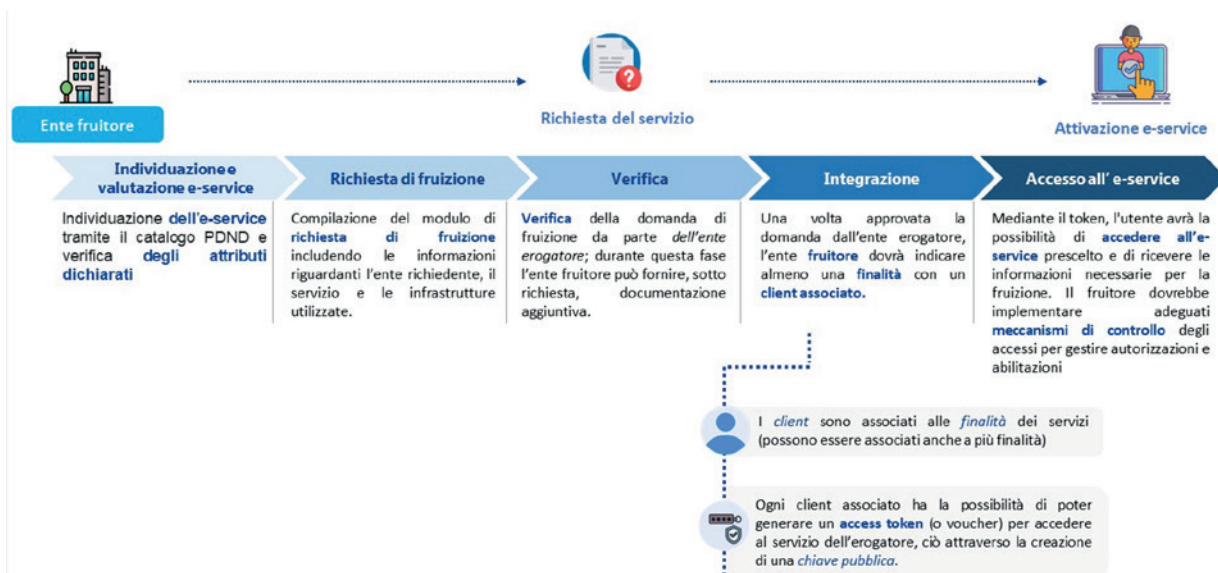 Ente fruitore
Richiesta del servizio
Attivazione e-service
Individuazione e
valutazione e-service
Individuazione dell'e-service
tramite il catalogo PDND e
verifica degli attributi
dichiarati
Richiesta di fruizione
Compilazione del modulo di
richiesta di fruizione
includendo le informazioni
riguardanti l'ente richiedente, il
servizio e le infrastrutture
utilizzate.
Verifica
Verifica della domanda di
fruizione da parte dell'ente
erogatore; durante questa fase
l'ente fruitore può fornire, sotto
richiesta, documentazione
aggiuntiva.
Integrazione
Una volta approvata la
domanda dall'ente erogatore,
l'ente fruitore dovrà indicare
almeno una finalità con un
client associato.
Accesso all' e-service
Mediante il token, l'utente avrà la
possibilità di accedere all'e-
service prescelto e di ricevere le
informazioni necessarie per la
fruizione. Il fruitore dovrebbe
implementare adeguati
meccanismi di controllo degli
accessi per gestire autorizzazioni e
abilitazioni
I client sono associati alle finalità dei servizi
(possono essere associati anche a più finalità)
Ogni client associato ha la possibilità di poter
generare un access token (o voucher) per accedere
al servizio dell'erogatore, ciò attraverso la creazione
di una chiave pubblica.